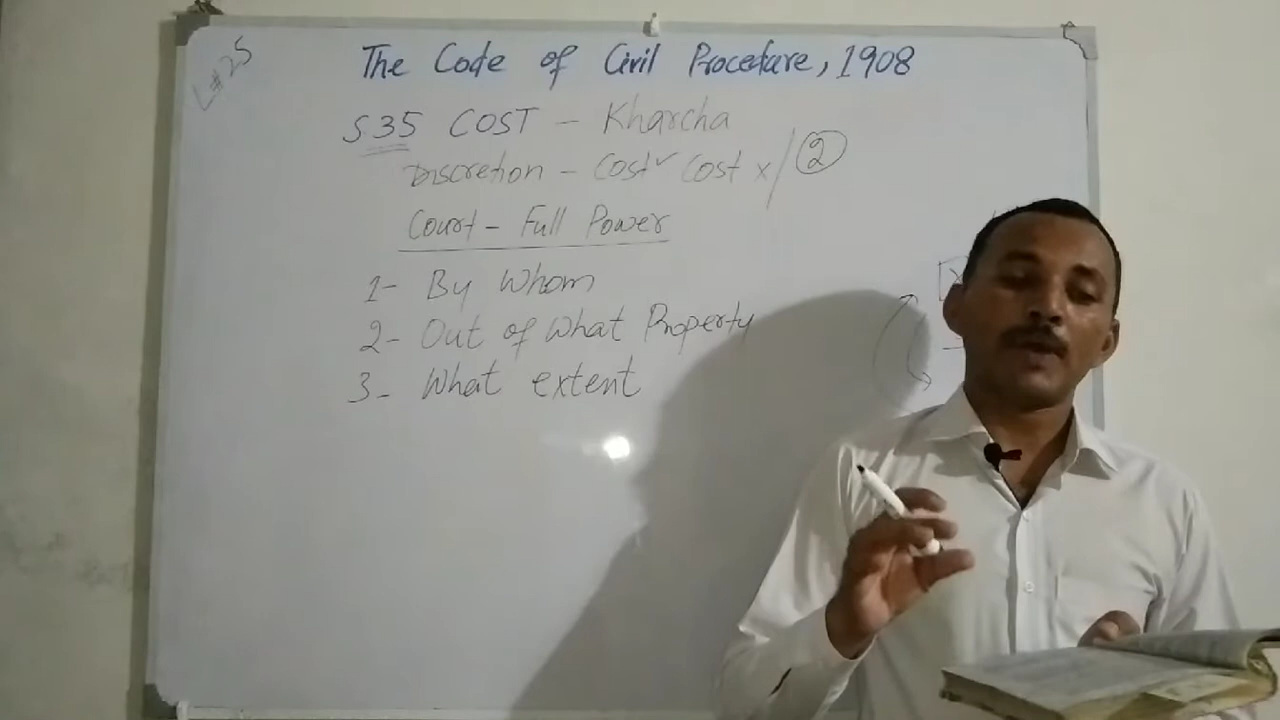 L#25
The Code of Civil Procedure, 1908
S.35 COST - Kharcha
Discretion - Cost✓ Cost × / ②
Court - Full Power
1- By Whom
2- Out of What Property
3- What extent